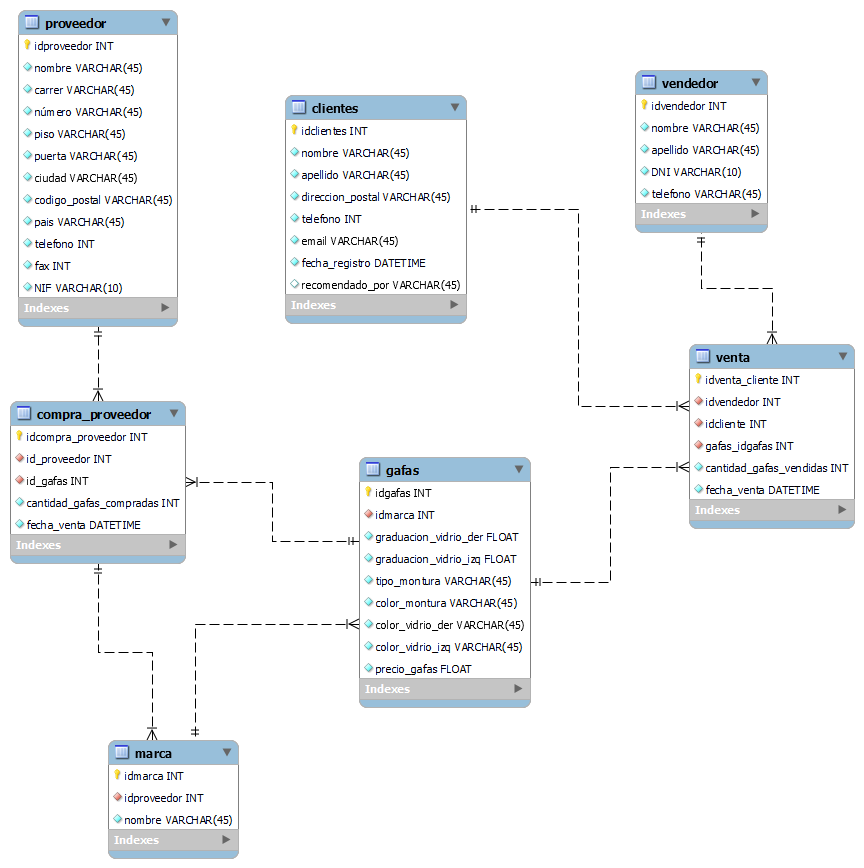 proveedor
idproveedor INT
nombre VARCHAR(45)
carrer VARCHAR(45)
número VARCHAR(45)
piso VARCHAR(45)
puerta VARCHAR(45)
ciudad VARCHAR(45)
codigo_postal VARCHAR(45)
pais VARCHAR(45)
telefono INT
fax INT
NIF VARCHAR(10)
Indexes
clientes
idclientes INT
nombre VARCHAR(45)
apellido VARCHAR(45)
direccion_postal VARCHAR(45)
telefono INT
email VARCHAR(45)
fecha_registro DATETIME
recomendado_por VARCHAR(45)
Indexes
vendedor
idvendedor INT
nombre VARCHAR(45)
apellido VARCHAR(45)
DNI VARCHAR(10)
telefono VARCHAR(45)
Indexes
venta
idventa_cliente INT
idvendedor INT
idcliente INT
gafas_idgafas INT
cantidad_gafas_vendidas INT
fecha_venta DATETIME
Indexes
compra_proveedor
idcompra_proveedor INT
id_proveedor INT
id_gafas INT
cantidad_gafas_compradas INT
fecha_venta DATETIME
Indexes
gafas
idgafas INT
idmarca INT
graduacion_vidrio_der FLOAT
graduacion_vidrio_izq FLOAT
tipo_montura VARCHAR(45)
color_montura VARCHAR(45)
color_vidrio_der VARCHAR(45)
color_vidrio_izq VARCHAR(45)
precio_gafas FLOAT
Indexes
marca
idmarca INT
idproveedor INT
nombre VARCHAR(45)
Indexes